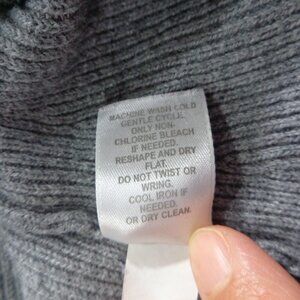 MACHINE WASH COLD
GENTLE CYCLE.
ONLY NON-
CHLORINE BLEACH
IF NEEDED.
RESHAPE AND DRY
FLAT.
DO NOT TWIST OR
WRING.
COOL IRON IF
NEEDED.
OR DRY CLEAN.